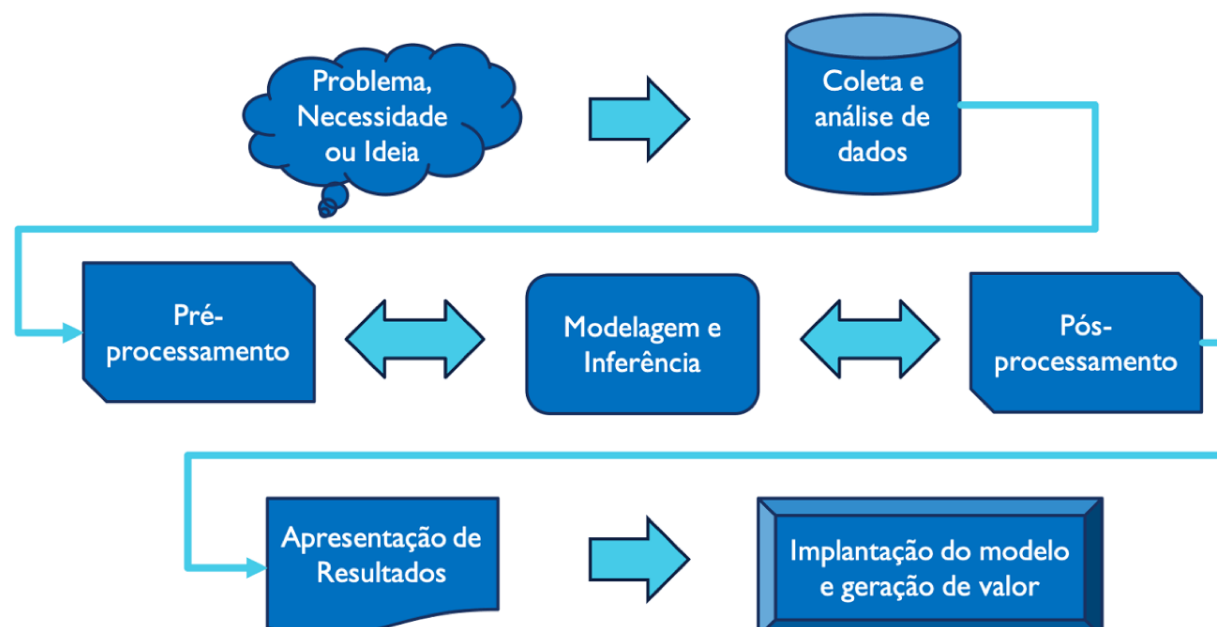 Problema,
Necessidade
ou Ideia
Coleta e
análise de
dados
Pré-
processamento
Modelagem e
Inferência
Pós-
processamento
Apresentação de
Resultados
Implantação do modelo
e geração de valor